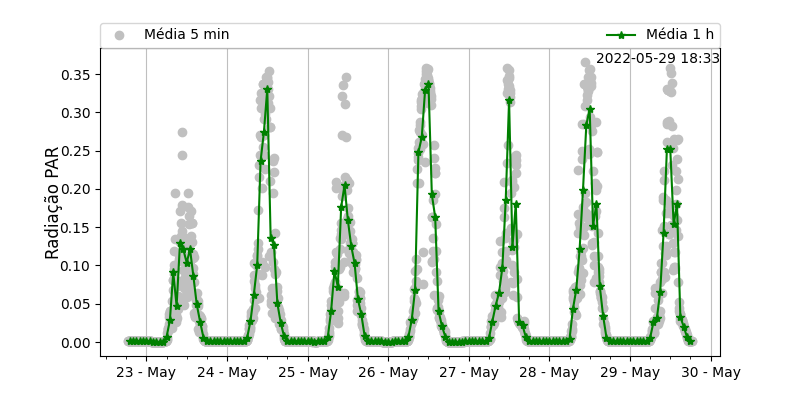 Média 5 min
Média 1 h
2022-05-29 18:33
Radiação PAR
0.35
0.30
0.25
0.20
0.15
0.10
0.05
0.00
23 - May
24 - May
25 - May
26 - May
27 - May
28 - May
29 - May
30 - May